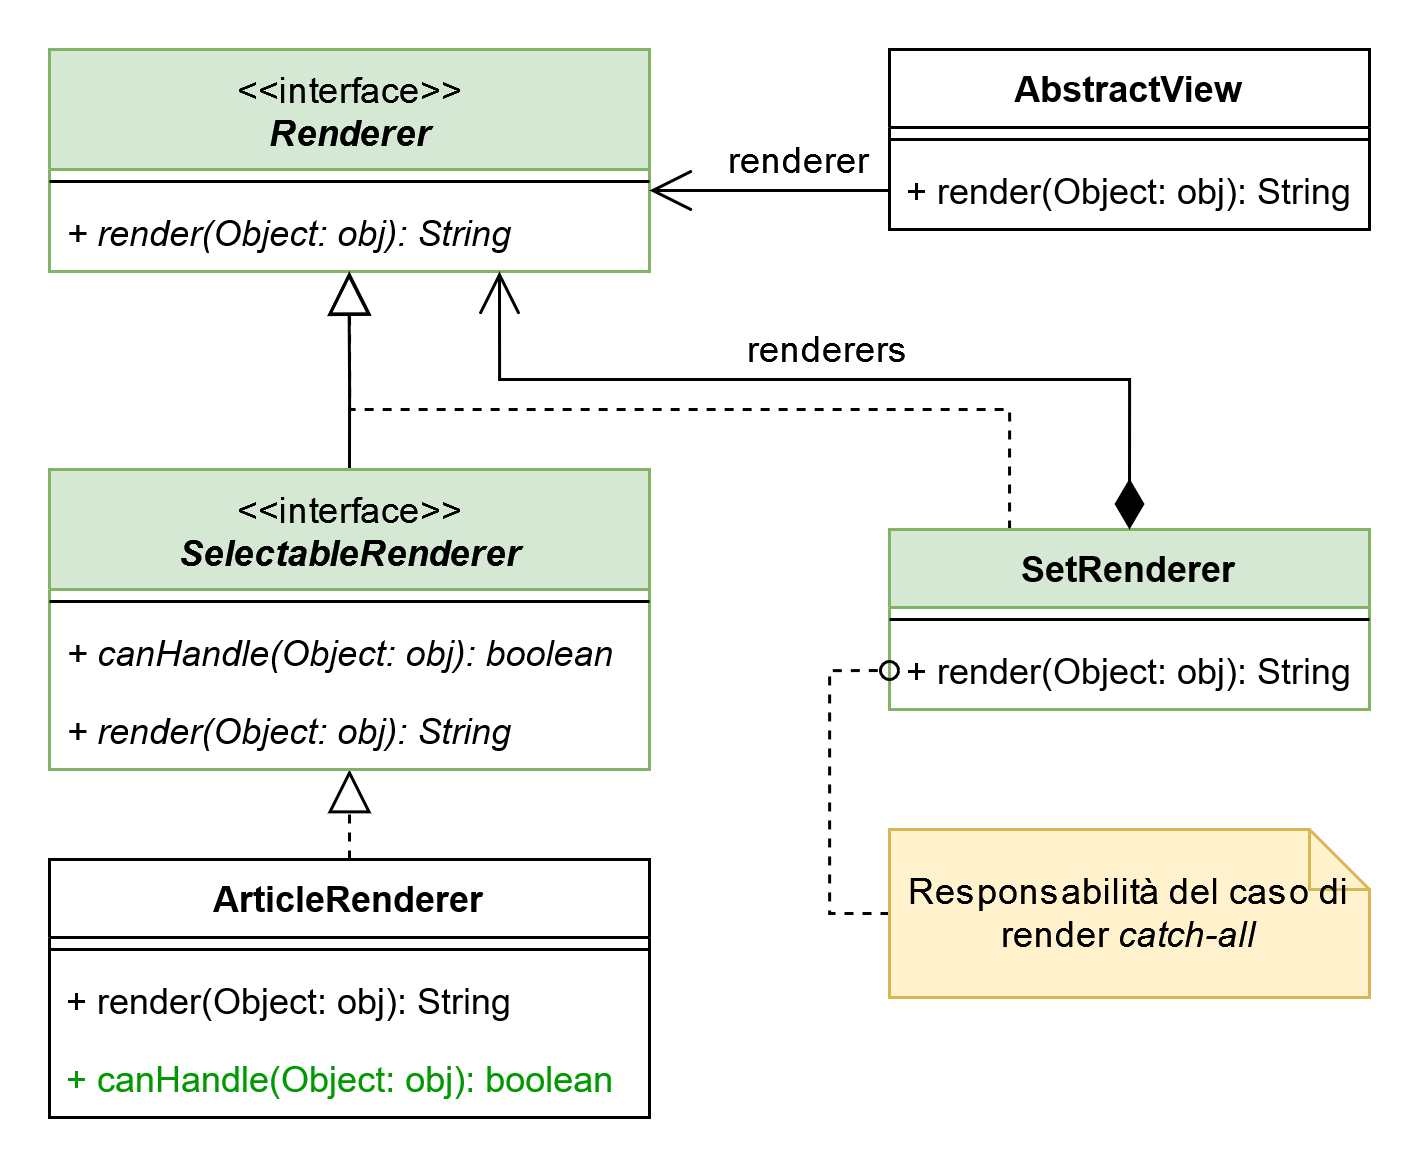 <<interface>>
Renderer
+ render(Object: obj): String
AbstractView
+ render(Object: obj): String
renderer
renderers
<<interface>>
SelectableRenderer
+ canHandle(Object: obj): boolean
+ render(Object: obj): String
SetRenderer
+ render(Object: obj): String
ArticleRenderer
+ render(Object: obj): String
+ canHandle(Object: obj): boolean
Responsabilità del caso di
render catch-all